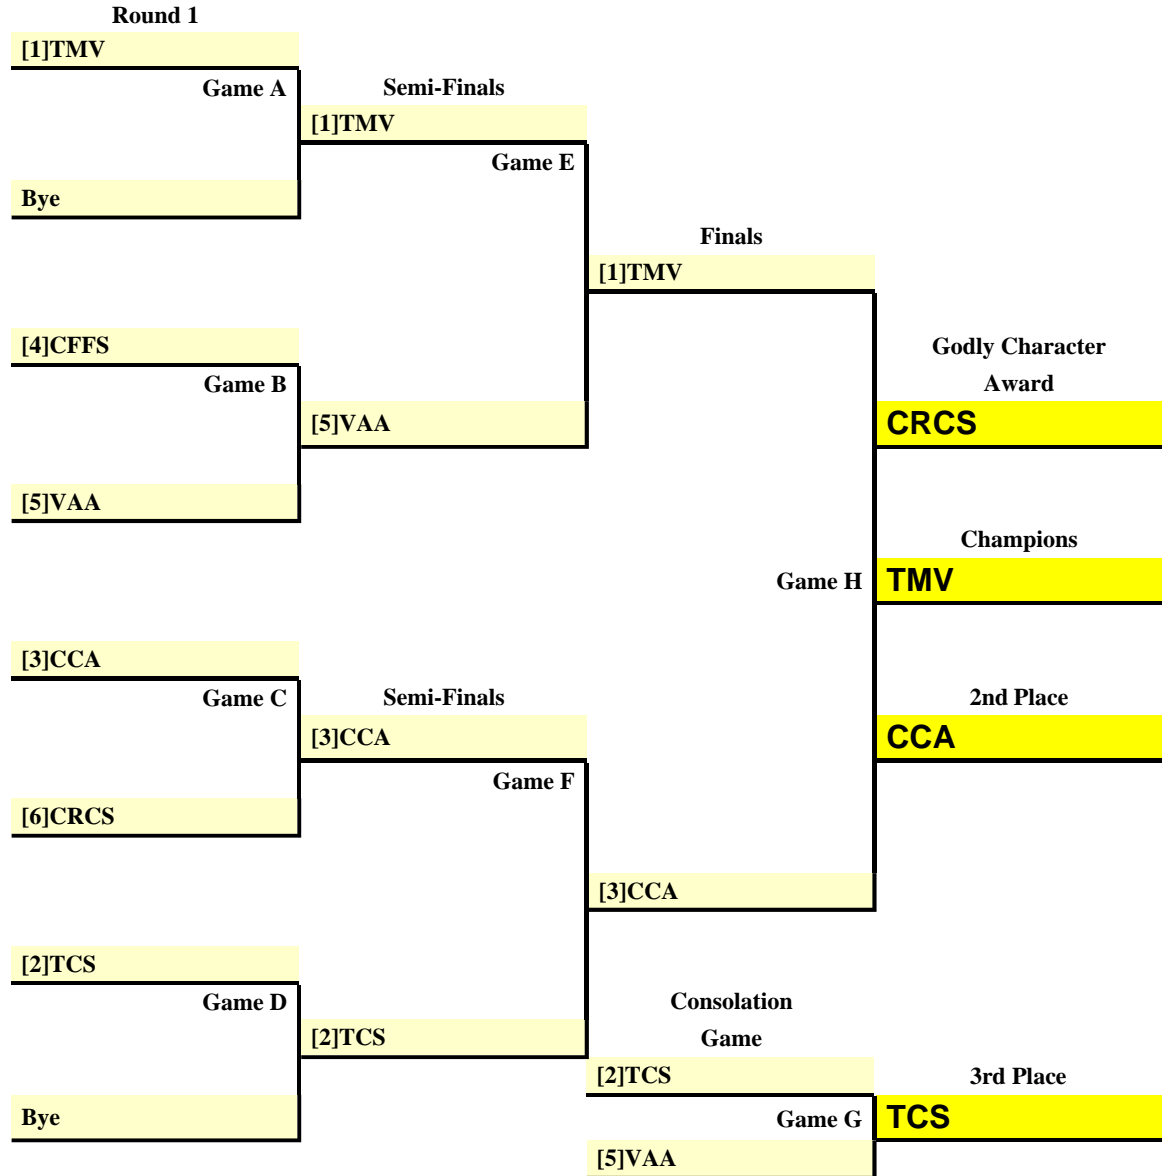 Round 1
[1]TMV
Game A
Semi-Finals
[1]TMV
Game E
Bye
Finals
[1]TMV
[4]CFFS
Godly Character
Award
Game B
[5]VAA
CRCS
[5]VAA
Champions
Game H
TMV
[3]CCA
Game C
Semi-Finals
2nd Place
[3]CCA
CCA
Game F
[6]CRCS
[3]CCA
[2]TCS
Game D
Consolation
Game
[2]TCS
[2]TCS
3rd Place
Bye
Game G
TCS
[5]VAA